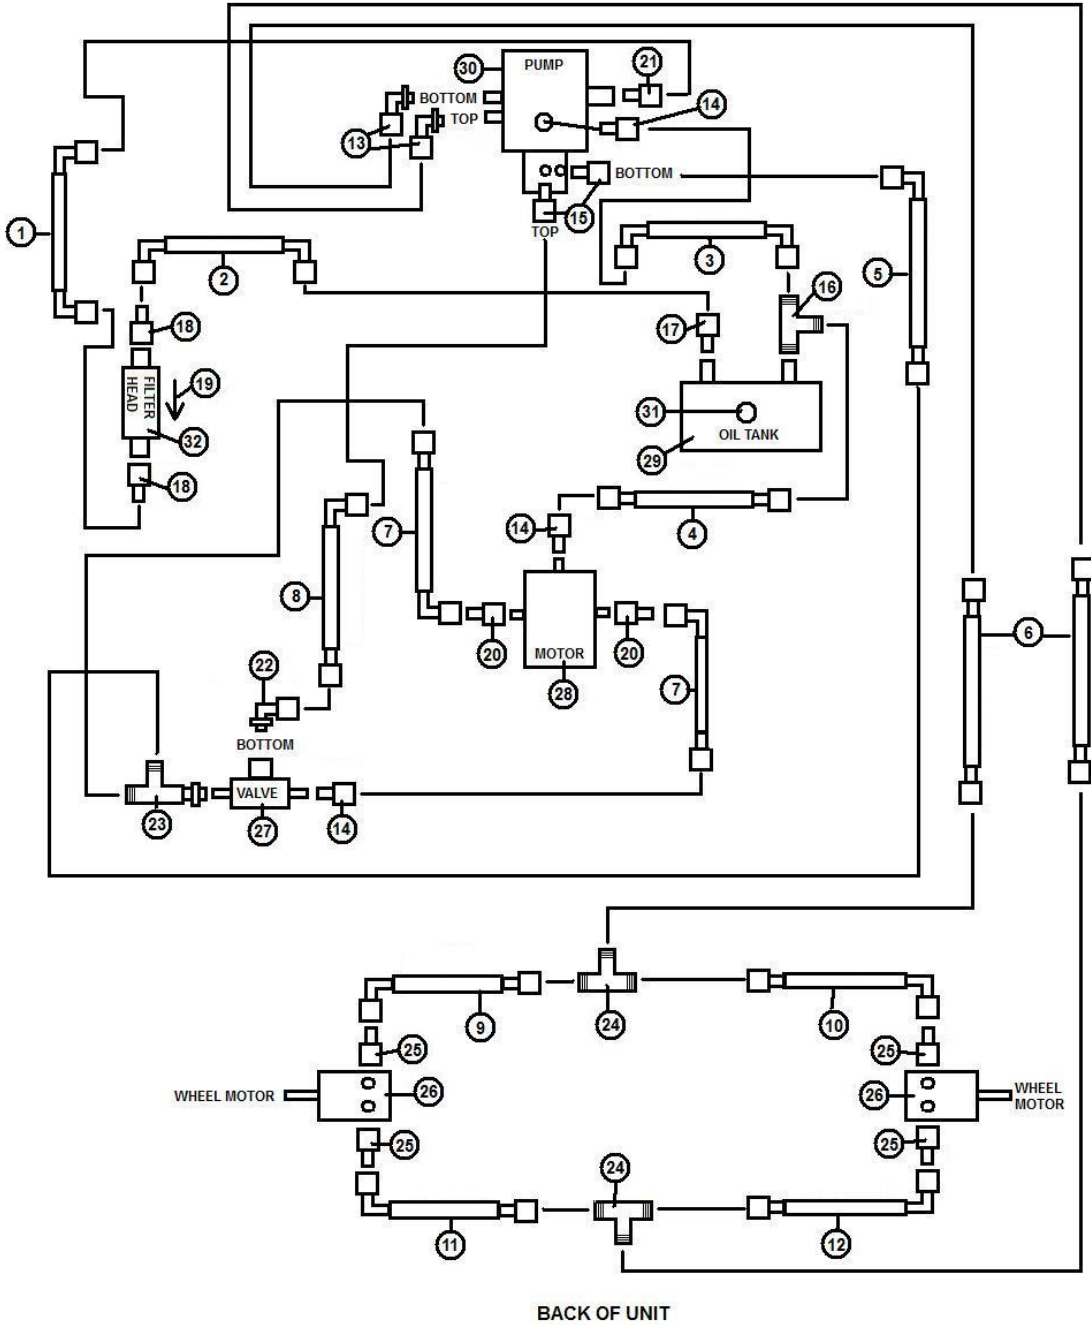 PUMP
30
21
14
BOTTOM
TOP
13
15
BOTTOM
TOP
1
2
3
5
16
17
18
19
FILTER
HEAD
32
18
31
OIL TANK
29
4
14
7
8
20
20
MOTOR
28
6
7
22
BOTTOM
VALVE
23
27
14
9
24
10
25
25
WHEEL MOTOR
26
26
WHEEL
MOTOR
25
25
24
11
12
BACK OF UNIT